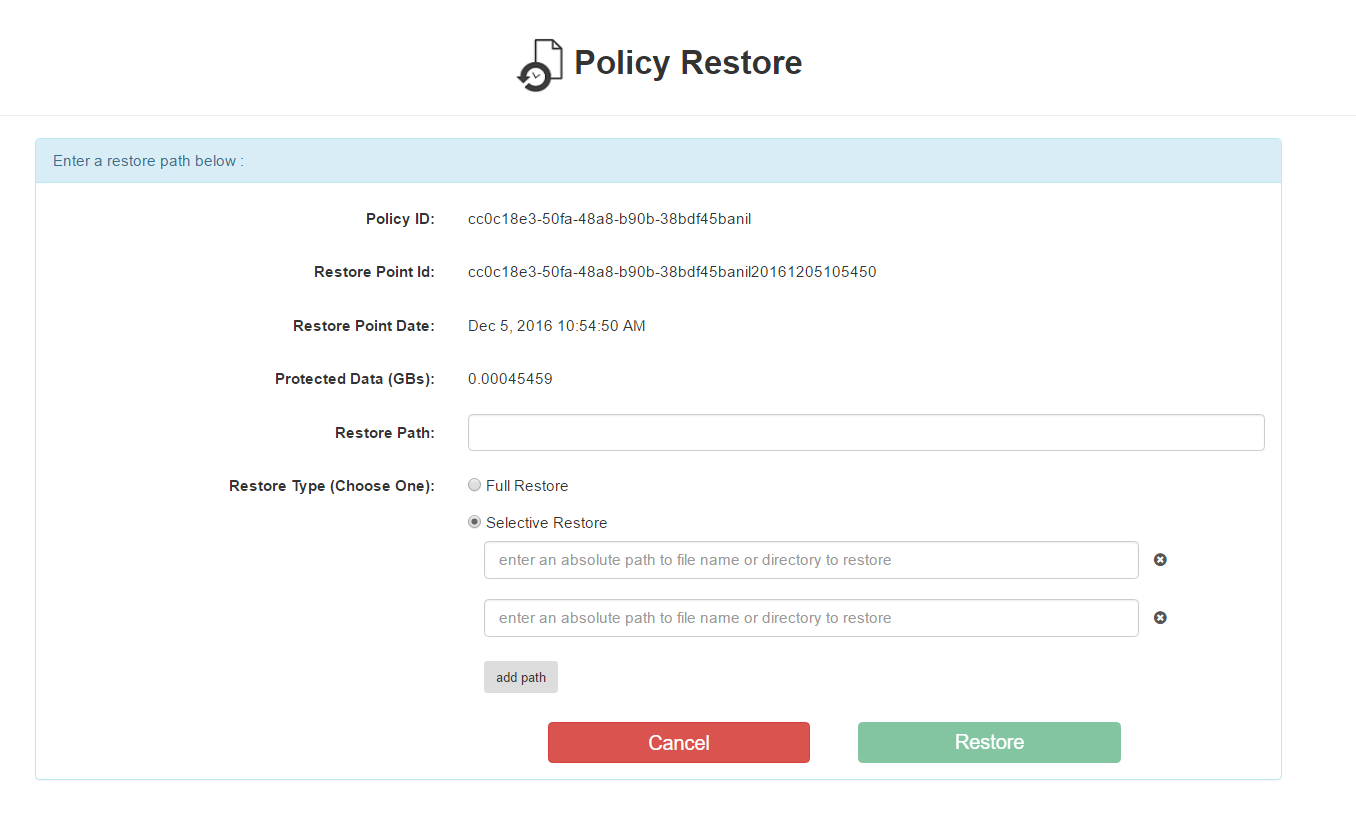 Policy Restore
Enter a restore path below :
Policy ID: cc0c18e3-50fa-48a8-b90b-38bdf45banil
Restore Point Id: cc0c18e3-50fa-48a8-b90b-38bdf45banil20161205105450
Restore Point Date: Dec 5, 2016 10:54:50 AM
Protected Data (GBs): 0.00045459
Restore Path:
Restore Type (Choose One): Full Restore
Selective Restore
enter an absolute path to file name or directory to restore
enter an absolute path to file name or directory to restore
add path
Cancel Restore